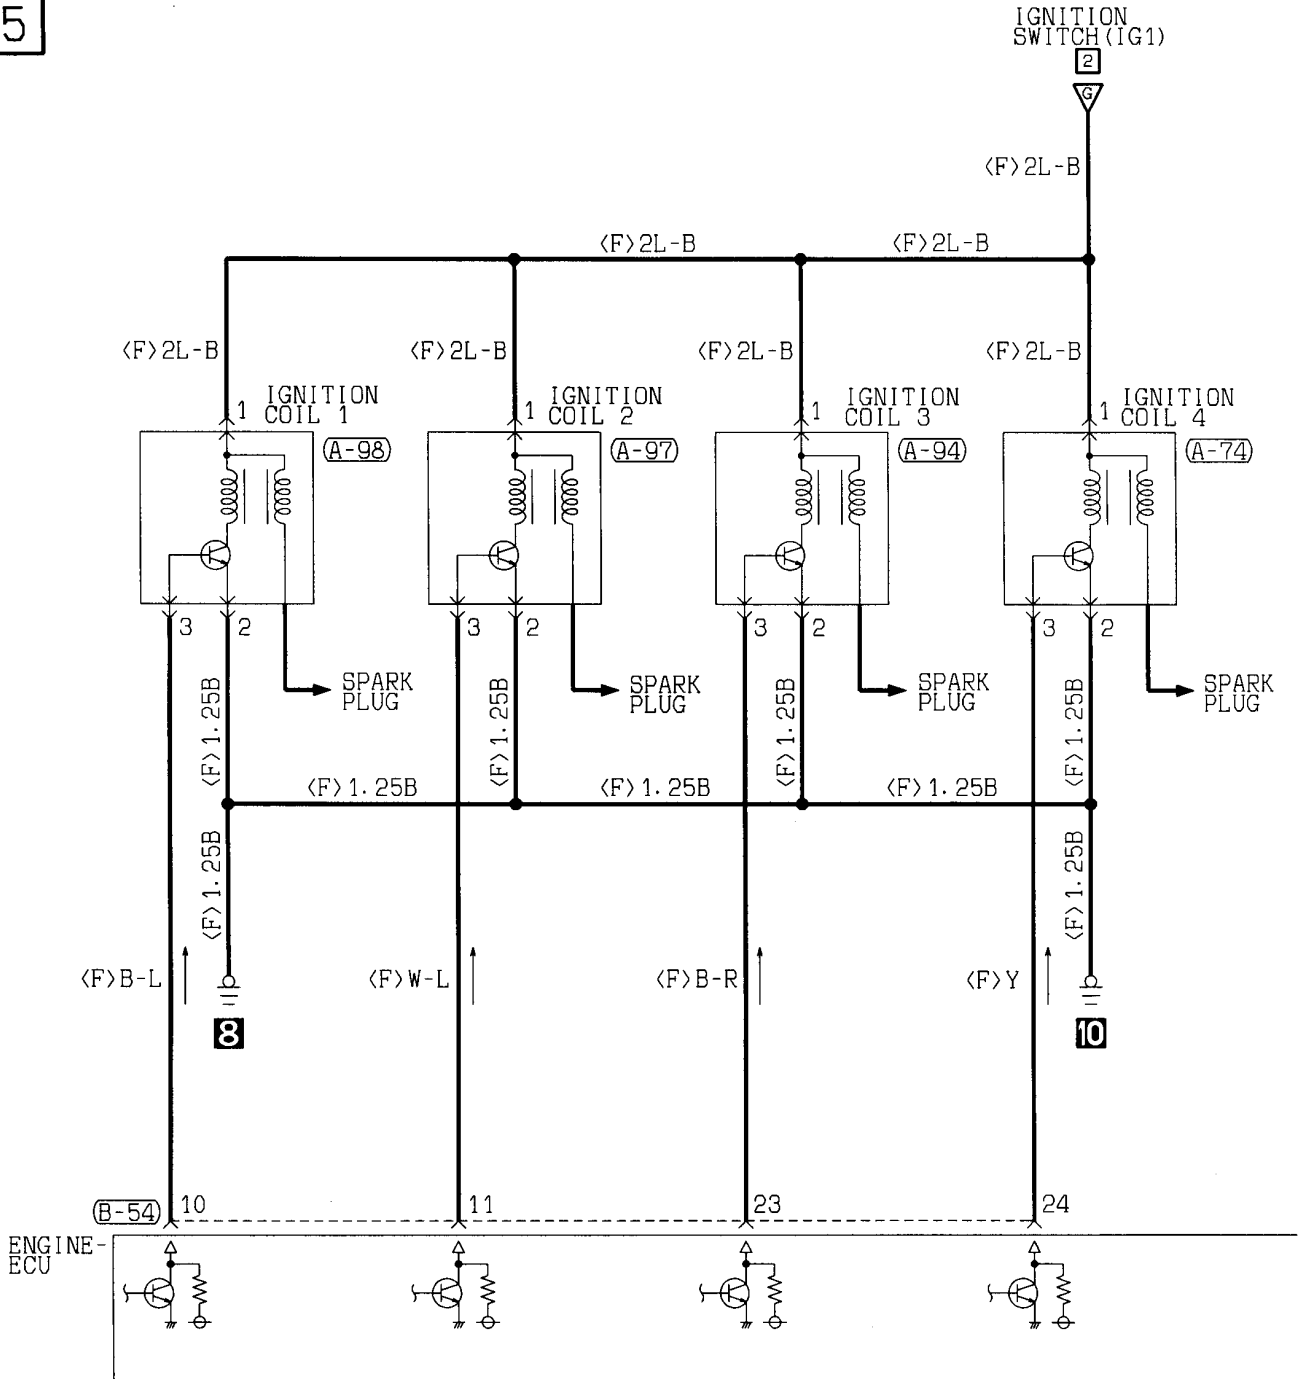 5
IGNITION
SWITCH(IG1)
2
G
<F>2L-B
<F>2L-B <F>2L-B
<F>2L-B <F>2L-B <F>2L-B <F>2L-B
1 IGNITION
COIL 1
(A-98)
1 IGNITION
COIL 2
(A-97)
1 IGNITION
COIL 3
(A-94)
1 IGNITION
COIL 4
(A-74)
3 2 3 2 3 2 3 2
<F>1.25B
SPARK
PLUG
<F>1.25B
SPARK
PLUG
<F>1.25B
SPARK
PLUG
<F>1.25B
SPARK
PLUG
<F>1.25B <F>1.25B <F>1.25B
<F>1.25B <F>1.25B
<F>B-L <F>W-L <F>B-R <F>Y
8 10
(B-54) 10 11 23 24
ENGINE-
ECU